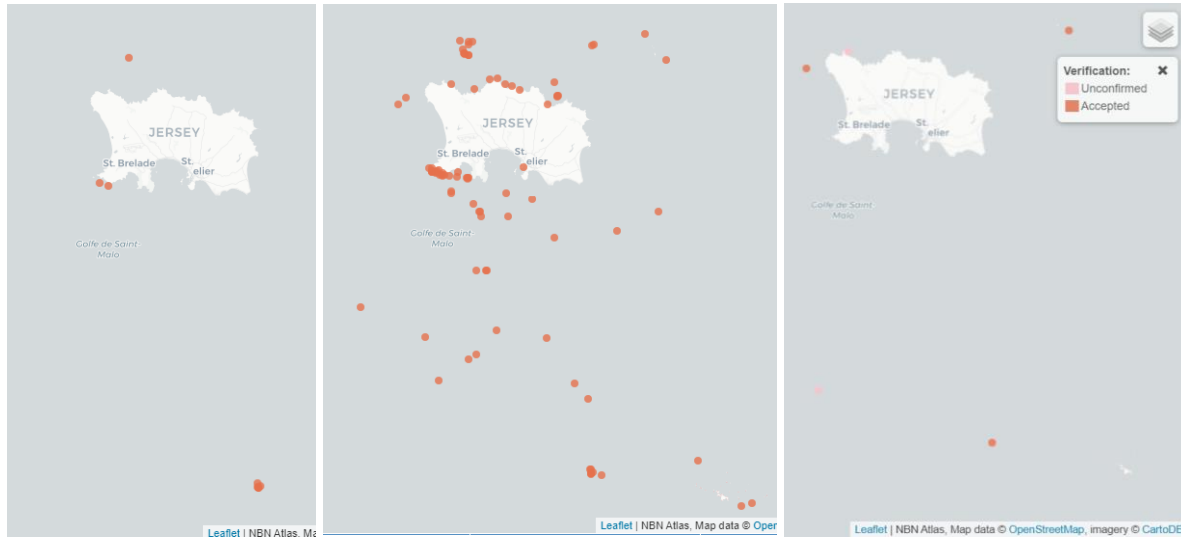 JERSEY
St. Brelade
St.
elier
Golfe de Saint-
Malo
Leaflet | NBN Atlas, Ma
JERSEY
St. Brelade
St.
elier
Golfe de Saint-
Malo
Leaflet | NBN Atlas, Map data © Open
Verification: ✖
Unconfirmed
Accepted
JERSEY
St. Brelade
St.
elier
Golfe de Saint-
Malo
Leaflet | NBN Atlas, Map data © OpenStreetMap, imagery © CartoDB